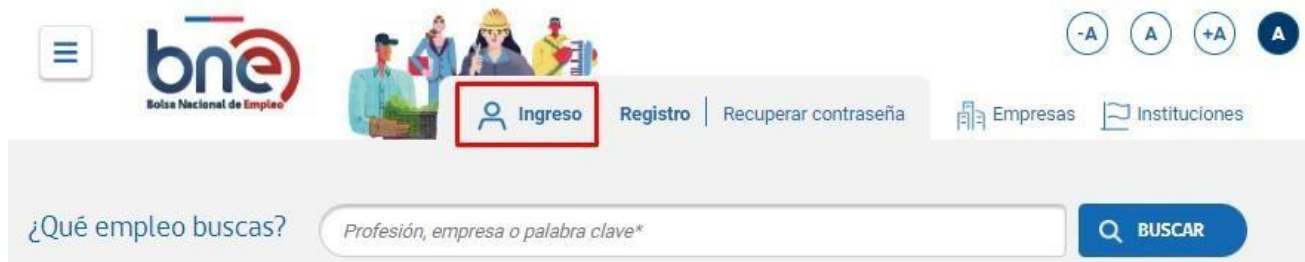 bne
Bolsa Nacional de Empleo
-A A +A A
Ingreso Registro Recuperar contraseña Empresas Instituciones
¿Qué empleo buscas? Profesión, empresa o palabra clave* BUSCAR